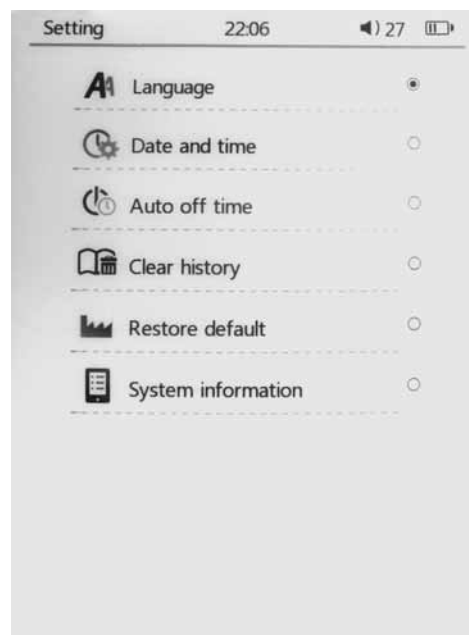 Setting 22:06 27
Language
Date and time
Auto off time
Clear history
Restore default
System information